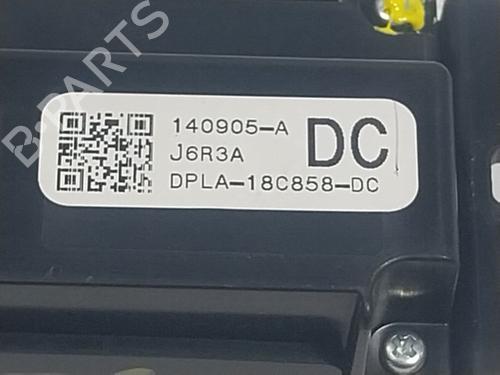 B-PARTS
140905-A
J6R3A
DC
DPLA-18C858-DC